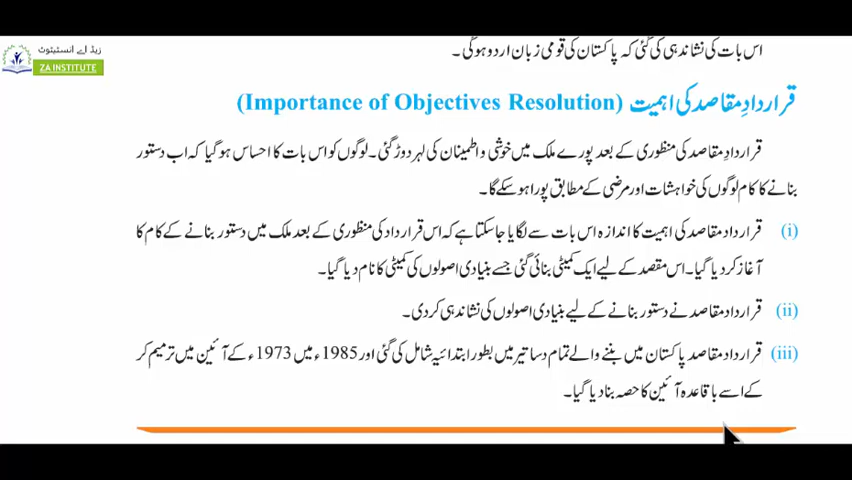 زیڈ اے انسٹیٹیوٹ
ZA INSTITUTE
اس بات کی نشاندہی کی گئی کہ پاکستان کی قومی زبان اردو ہوگی۔
قراردادِ مقاصد کی اہمیت (Importance of Objectives Resolution)
قراردادِ مقاصد کی منظوری کے بعد پورے ملک میں خوشی و اطمینان کی لہر دوڑ گئی۔ لوگوں کو اس بات کا احساس ہوگیا کہ اب دستور
بنانے کا کام لوگوں کی خواہشات اور مرضی کے مطابق پورا ہو سکے گا۔
(i) قرارداد مقاصد کی اہمیت کا اندازہ اس بات سے لگایا جاسکتا ہے کہ اس قرارداد کی منظوری کے بعد ملک میں دستور بنانے کے کام کا
آغاز کر دیا گیا۔ اس مقصد کے لیے ایک کمیٹی بنائی گئی جسے بنیادی اصولوں کی کمیٹی کا نام دیا گیا۔
(ii) قرارداد مقاصد نے دستور بنانے کے لیے بنیادی اصولوں کی نشاندہی کردی۔
(iii) قرارداد مقاصد پاکستان میں بننے والے تمام دساتیر میں بطور ابتدائیہ شامل کی گئی اور 1985ء میں 1973ء کے آئین میں ترمیم کر
کے اسے باقاعدہ آئین کا حصہ بنا دیا گیا۔